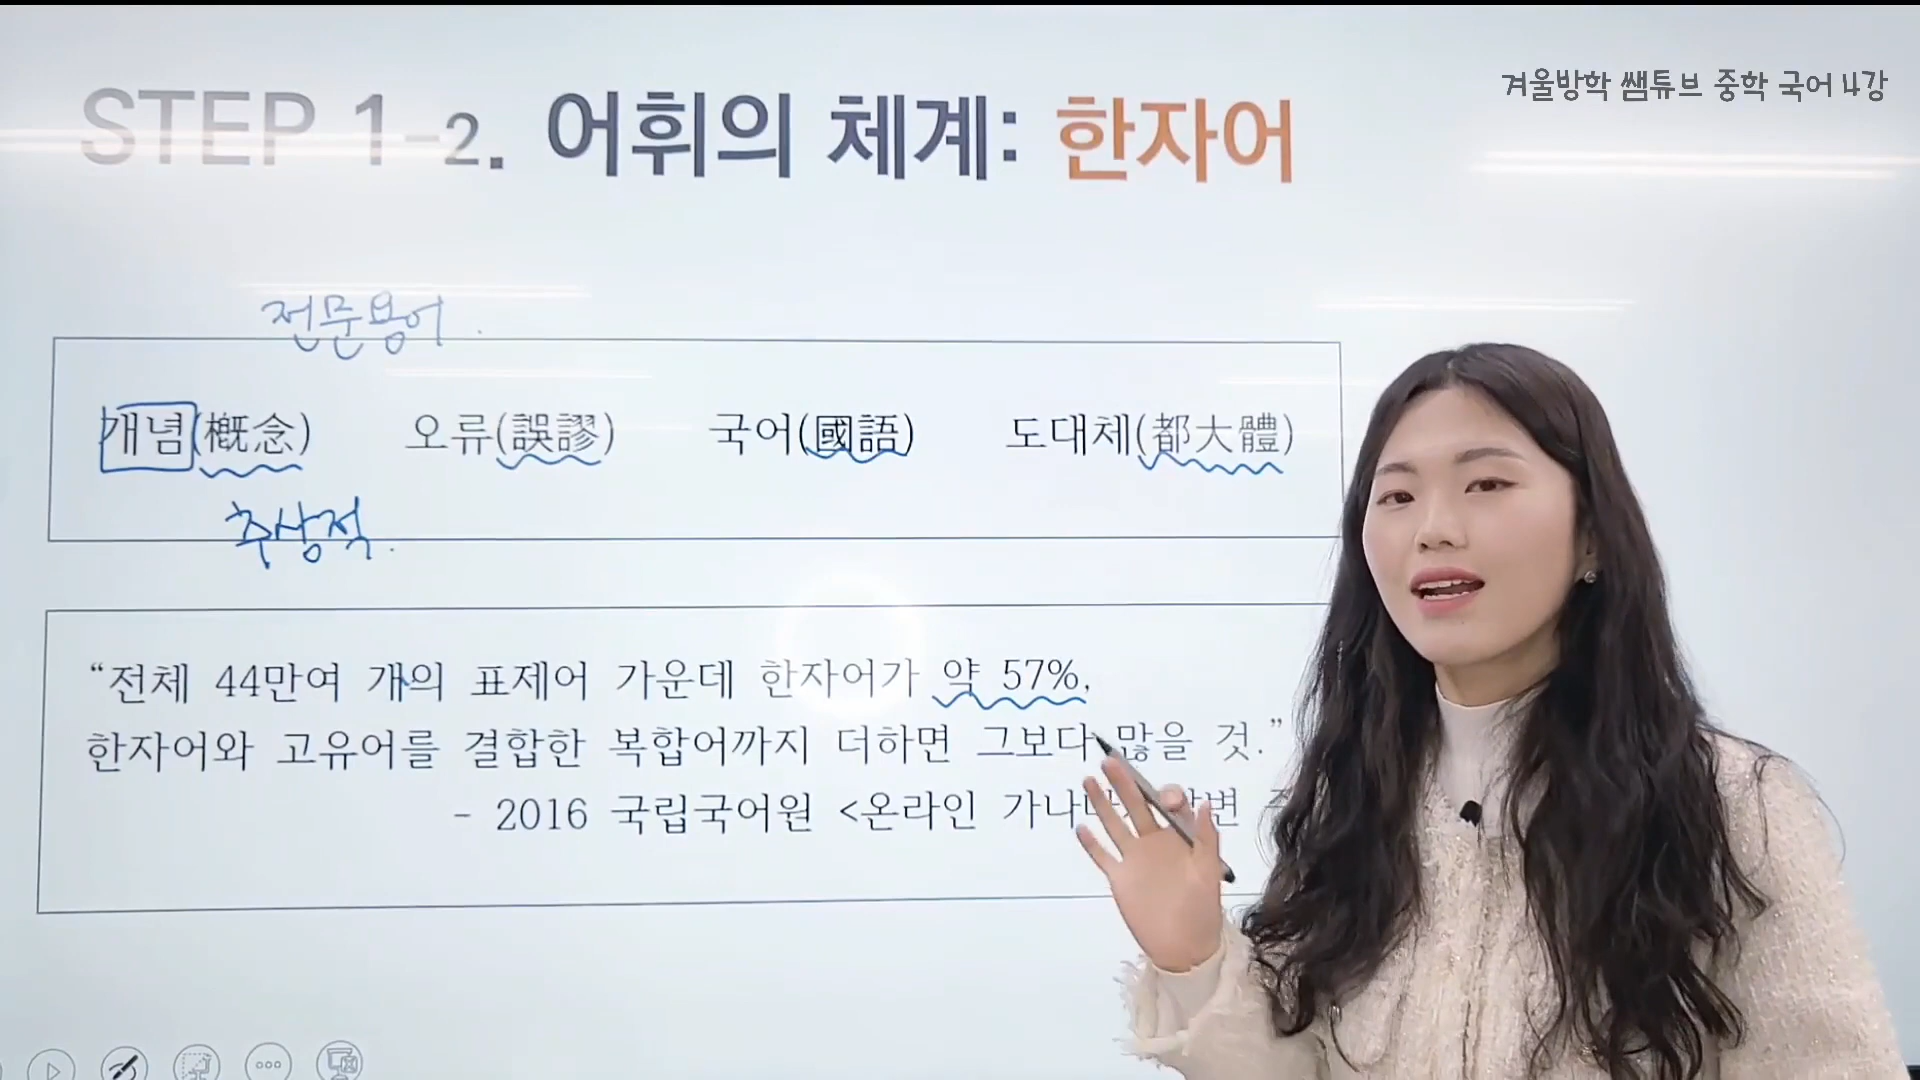 겨울방학 쌤튜브 중학 국어 4강
STEP 1-2. 어휘의 체계: 한자어
전문용어
개념(槪念) 오류(誤謬) 국어(國語) 도대체(都大體)
추상적
“전체 44만여 개의 표제어 가운데 한자어가 약 57%,
한자어와 고유어를 결합한 복합어까지 더하면 그보다 많을 것.”
- 2016 국립국어원 <온라인